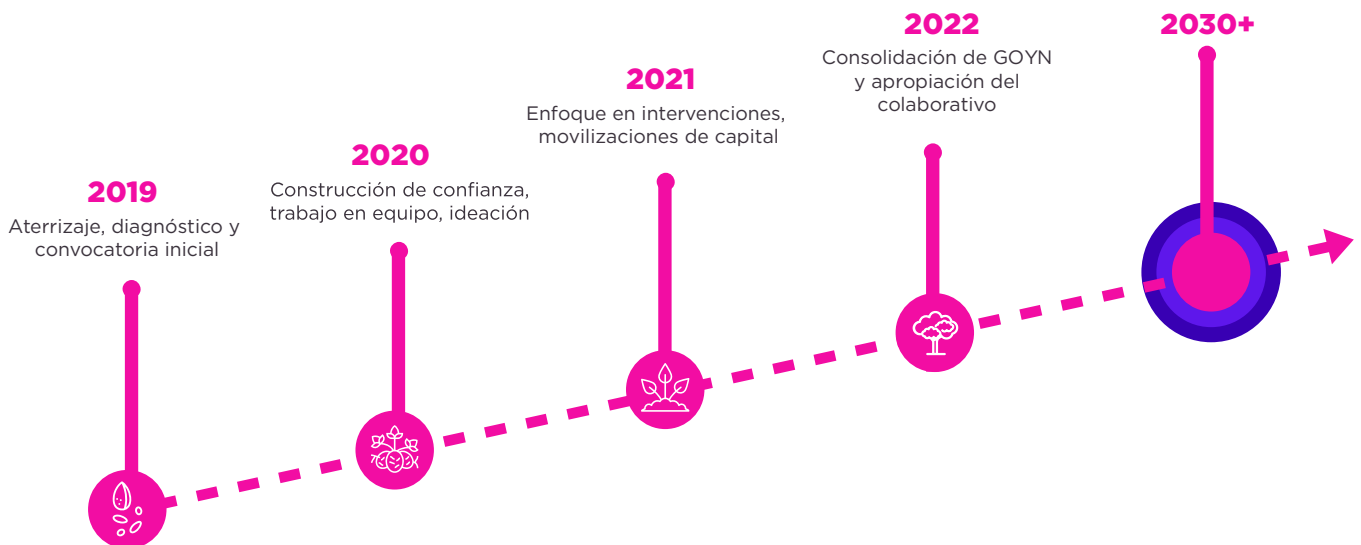 2019
Aterrizaje, diagnóstico y
convocatoria inicial
2020
Construcción de confianza,
trabajo en equipo, ideación
2021
Enfoque en intervenciones,
movilizaciones de capital
2022
Consolidación de GOYN
y apropiación del
colaborativo
2030+